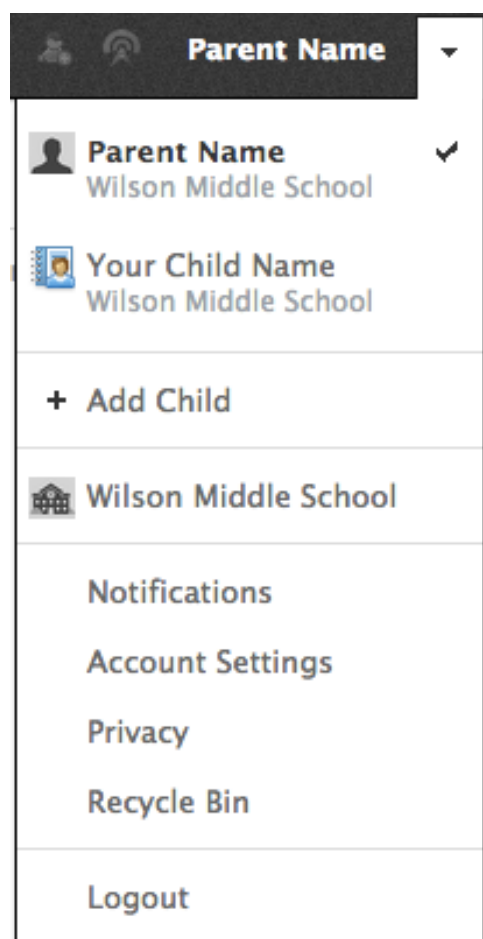 Parent Name
Parent Name
Wilson Middle School
Your Child Name
Wilson Middle School
+ Add Child
Wilson Middle School
Notifications
Account Settings
Privacy
Recycle Bin
Logout